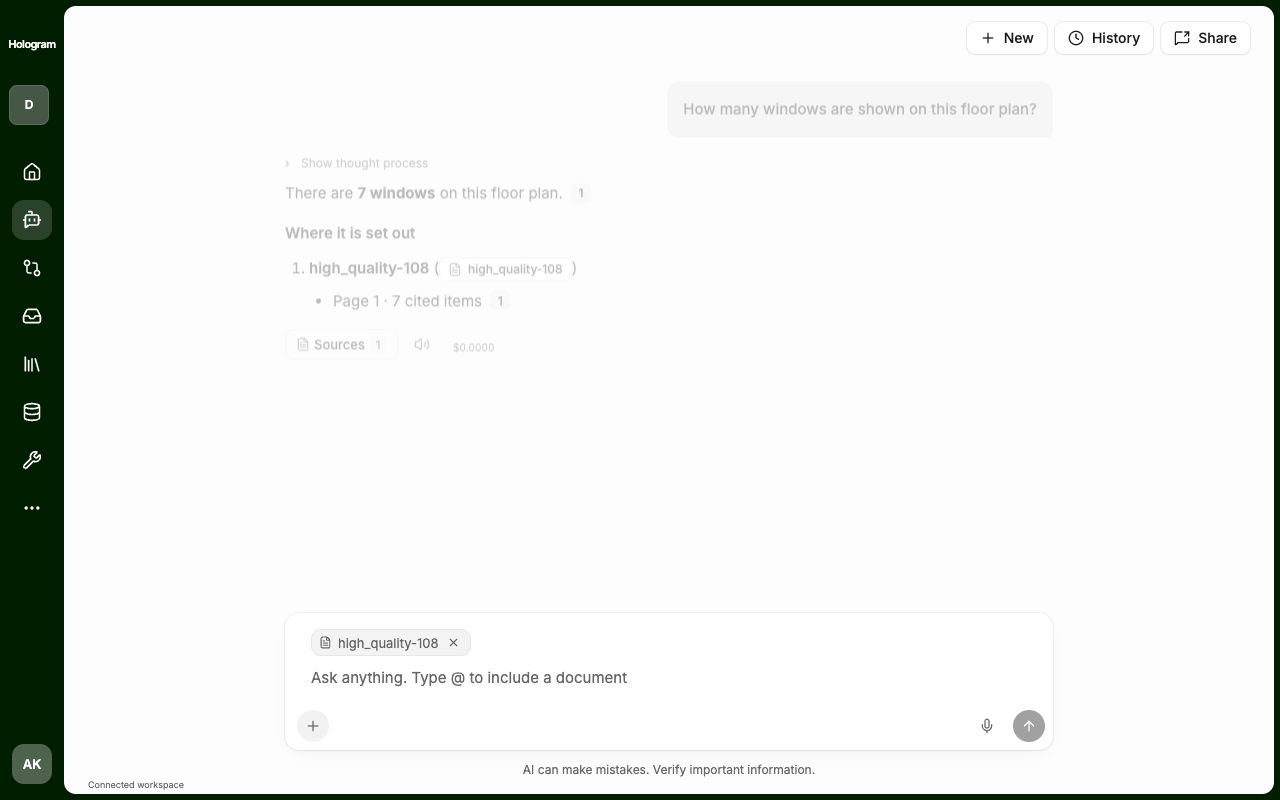 Hologram
New
History
Share
D
How many windows are shown on this floor plan?
Show thought process
There are 7 windows on this floor plan. 1
Where it is set out
1. high_quality-108 ( high_quality-108 )
• Page 1 · 7 cited items 1
Sources 1
$0.0000
high_quality-108
Ask anything. Type @ to include a document
AK
AI can make mistakes. Verify important information.
Connected workspace